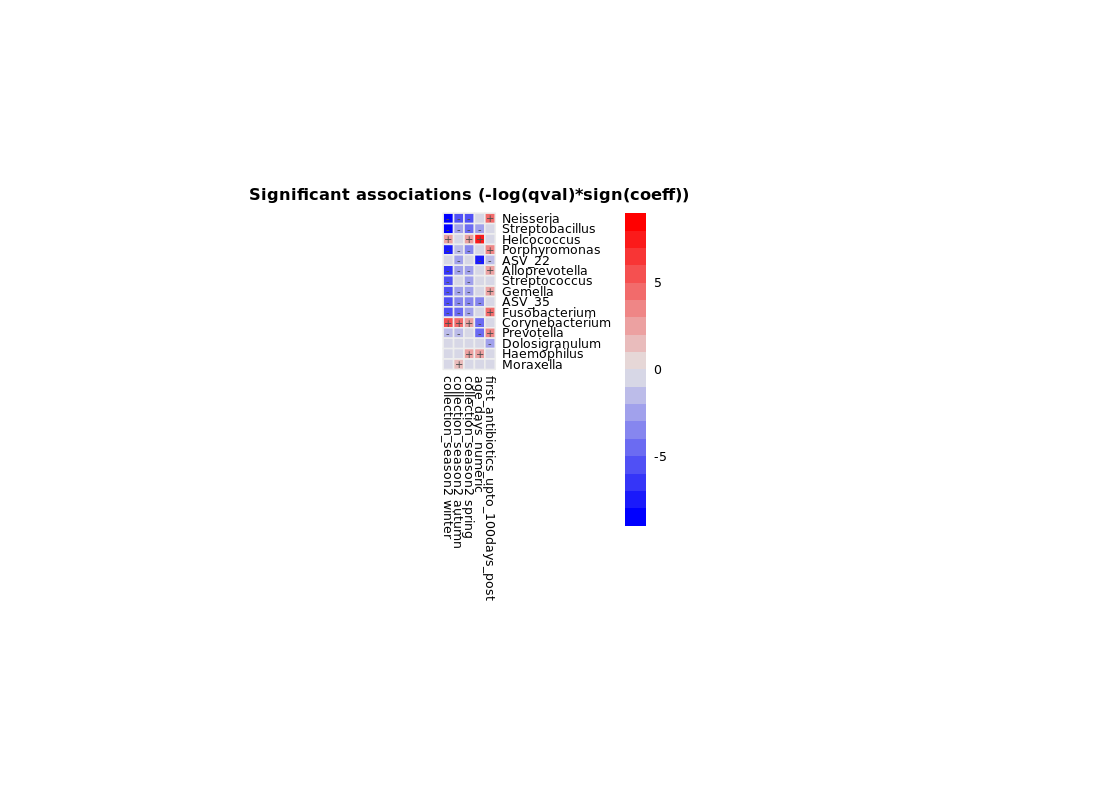 Significant associations (-log(qval)*sign(coeff))
Neisseria
Streptobacillus
Helcococcus
Porphyromonas
ASV_22
Alloprevotella
Streptococcus
Gemella
ASV_35
Fusobacterium
Corynebacterium
Prevotella
Dolosigranulum
Haemophilus
Moraxella
5
0
-5
collection_season2 winter
collection_season2 autumn
collection_season2 spring
age_days_numeric
first_antibiotics_upto_100days_post